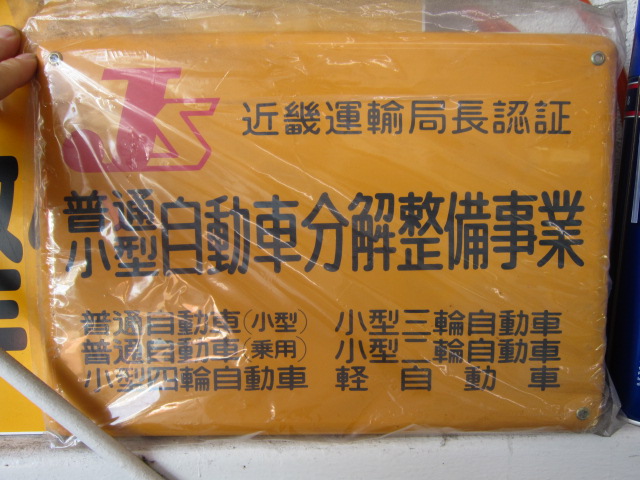 JS 近畿運輸局長認証
普通
小型 自動車分解整備事業
普通自動車(小型) 小型三輪自動車
普通自動車(乗用) 小型二輪自動車
小型四輪自動車 軽自動車